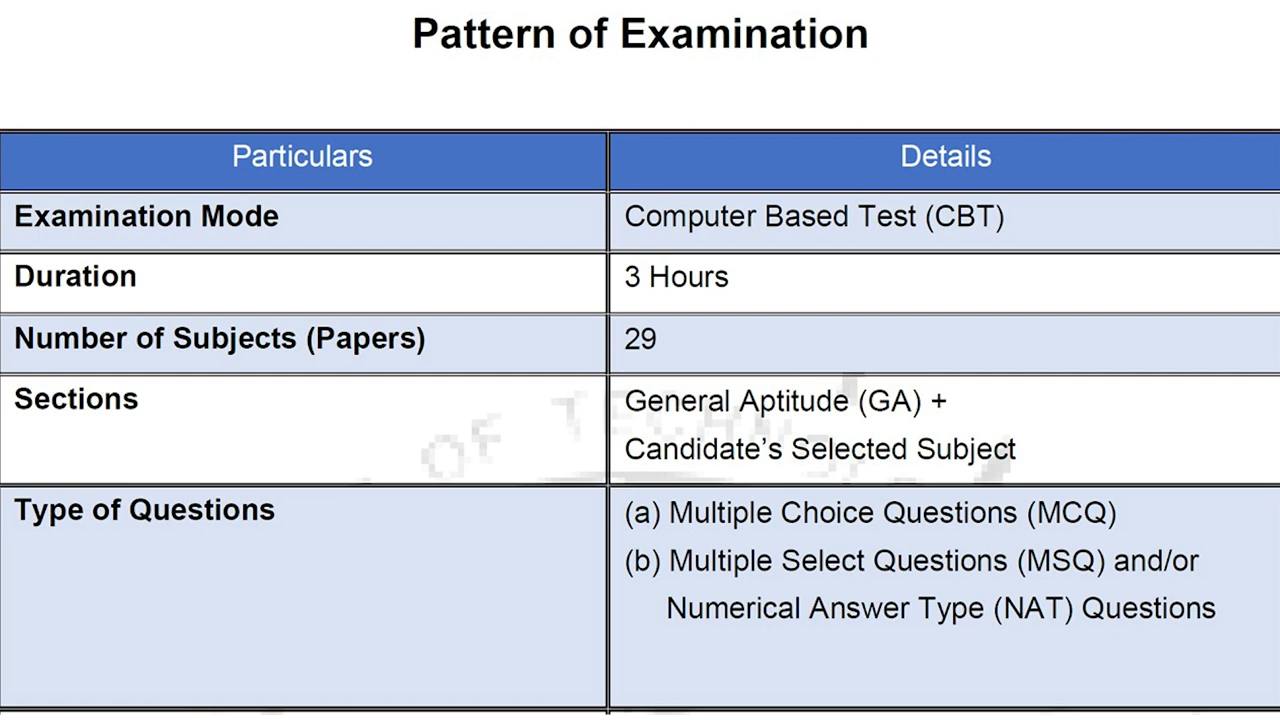 Pattern of Examination
Particulars Details
Examination Mode Computer Based Test (CBT)
Duration 3 Hours
Number of Subjects (Papers) 29
Sections General Aptitude (GA) +
Candidate’s Selected Subject
Type of Questions (a) Multiple Choice Questions (MCQ)
(b) Multiple Select Questions (MSQ) and/or
Numerical Answer Type (NAT) Questions
OF TECHN